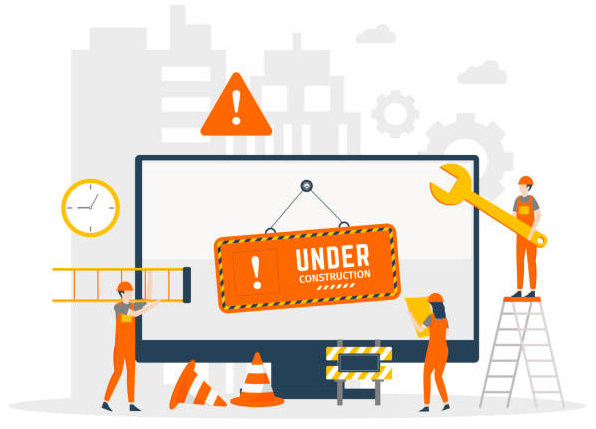 !
!
UNDER
CONSTRUCTION